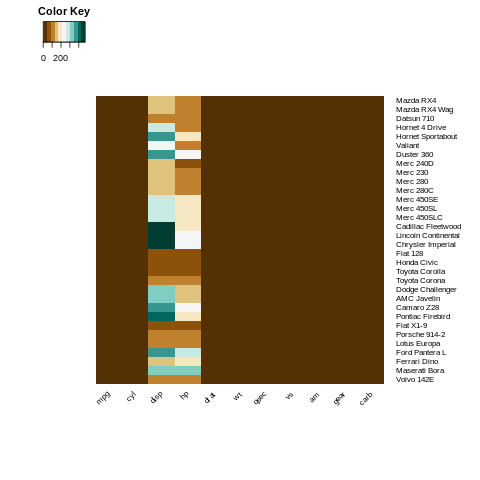 Color Key
0 200
Mazda RX4
Mazda RX4 Wag
Datsun 710
Hornet 4 Drive
Hornet Sportabout
Valiant
Duster 360
Merc 240D
Merc 230
Merc 280
Merc 280C
Merc 450SE
Merc 450SL
Merc 450SLC
Cadillac Fleetwood
Lincoln Continental
Chrysler Imperial
Fiat 128
Honda Civic
Toyota Corolla
Toyota Corona
Dodge Challenger
AMC Javelin
Camaro Z28
Pontiac Firebird
Fiat X1-9
Porsche 914-2
Lotus Europa
Ford Pantera L
Ferrari Dino
Maserati Bora
Volvo 142E
mpg cyl disp hp drat wt qsec vs am gear carb